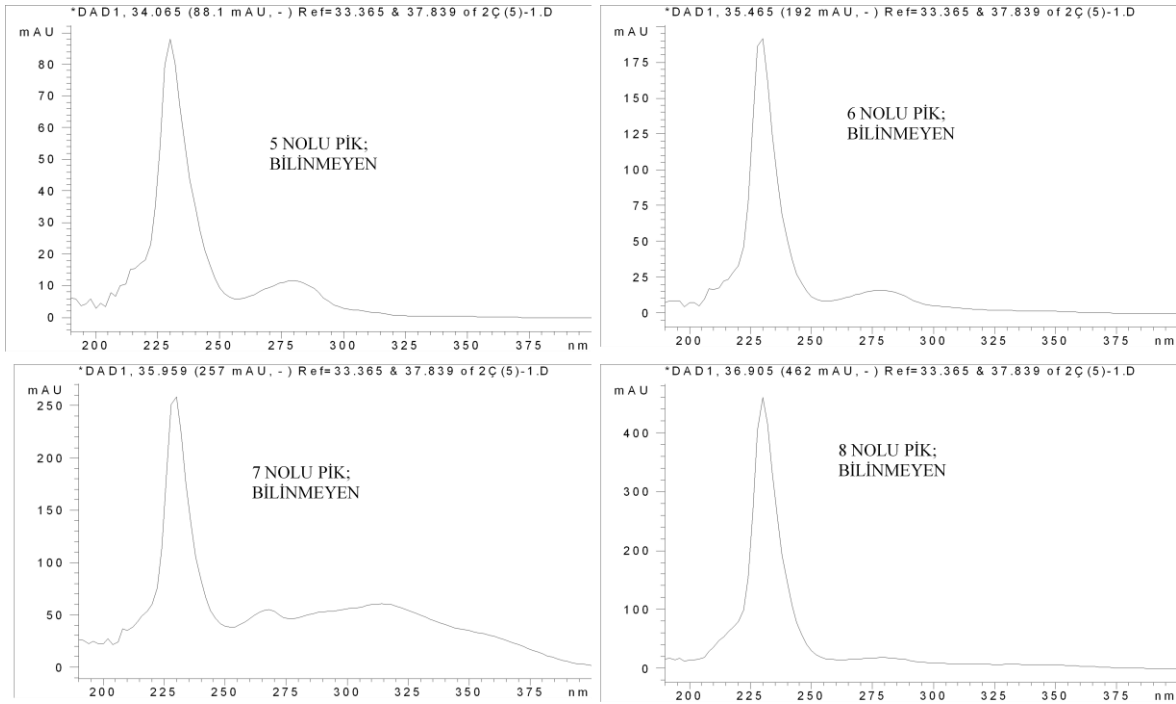 *DAD1, 34.065 (88.1 mAU, - ) Ref=33.365 & 37.839 of 2Ç(5)-1.D
mAU
80
70
60
50
40
30
20
10
0
5 NOLU PİK;
BİLİNMEYEN
200 225 250 275 300 325 350 375 nm
*DAD1, 35.465 (192 mAU, - ) Ref=33.365 & 37.839 of 2Ç(5)-1.D
mAU
175
150
125
100
75
50
25
0
6 NOLU PİK;
BİLİNMEYEN
200 225 250 275 300 325 350 375 nm
*DAD1, 35.959 (257 mAU, - ) Ref=33.365 & 37.839 of 2Ç(5)-1.D
mAU
250
200
150
100
50
0
7 NOLU PİK;
BİLİNMEYEN
200 225 250 275 300 325 350 375 nm
*DAD1, 36.905 (462 mAU, - ) Ref=33.365 & 37.839 of 2Ç(5)-1.D
mAU
400
300
200
100
0
8 NOLU PİK;
BİLİNMEYEN
200 225 250 275 300 325 350 375 nm